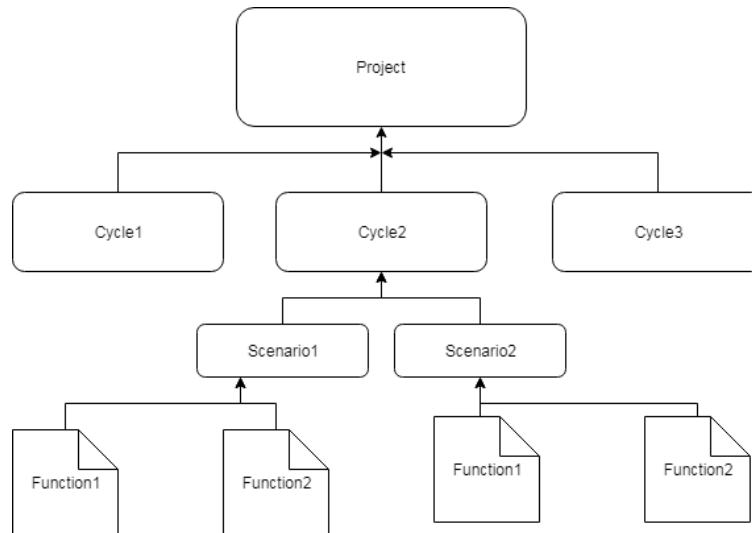 Project
Cycle1
Cycle2
Cycle3
Scenario1
Scenario2
Function1
Function2
Function1
Function2